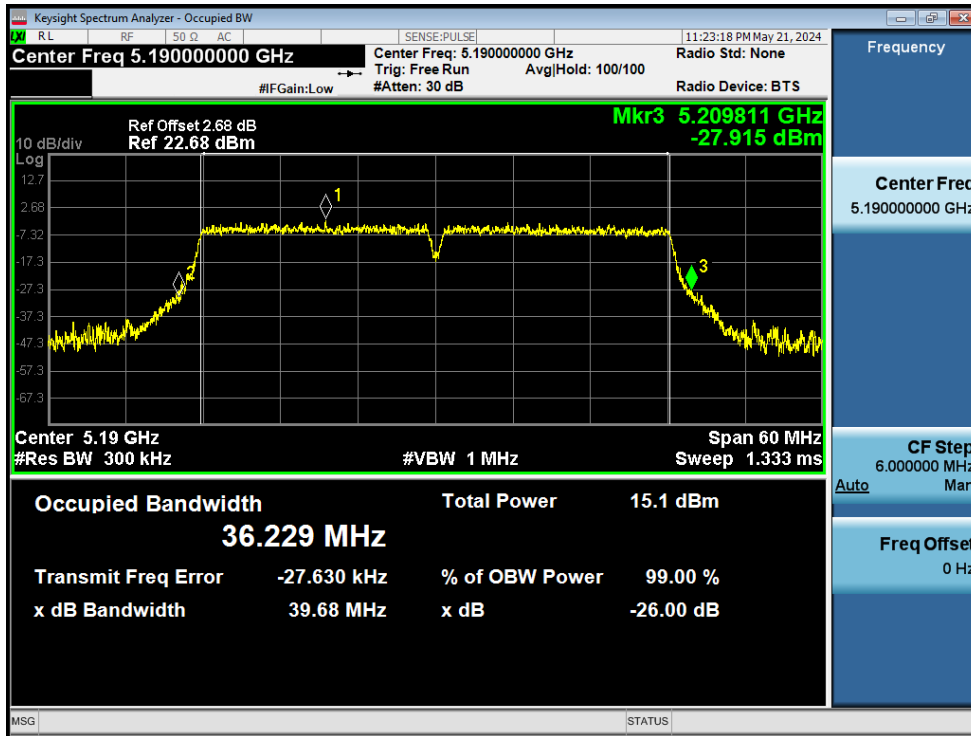 Keysight Spectrum Analyzer - Occupied BW
LXI RL RF 50 Ω AC SENSE:PULSE 11:23:18 PM May 21, 2024
Center Freq 5.190000000 GHz
Center Freq: 5.190000000 GHz Radio Std: None
Trig: Free Run Avg|Hold: 100/100
#IFGain:Low #Atten: 30 dB Radio Device: BTS
Frequency
Mkr3 5.209811 GHz
-27.915 dBm
Ref Offset 2.68 dB
10 dB/div Ref 22.68 dBm
Log
12.7
2.68
-7.32
-17.3
-27.3
-37.3
-47.3
-57.3
-67.3
1
2
3
Center 5.19 GHz Span 60 MHz
#Res BW 300 kHz #VBW 1 MHz Sweep 1.333 ms
Center Freq
5.190000000 GHz
CF Step
6.000000 MHz
Auto Man
Freq Offset
0 Hz
Occupied Bandwidth Total Power 15.1 dBm
36.229 MHz
Transmit Freq Error -27.630 kHz % of OBW Power 99.00 %
x dB Bandwidth 39.68 MHz x dB -26.00 dB
MSG STATUS